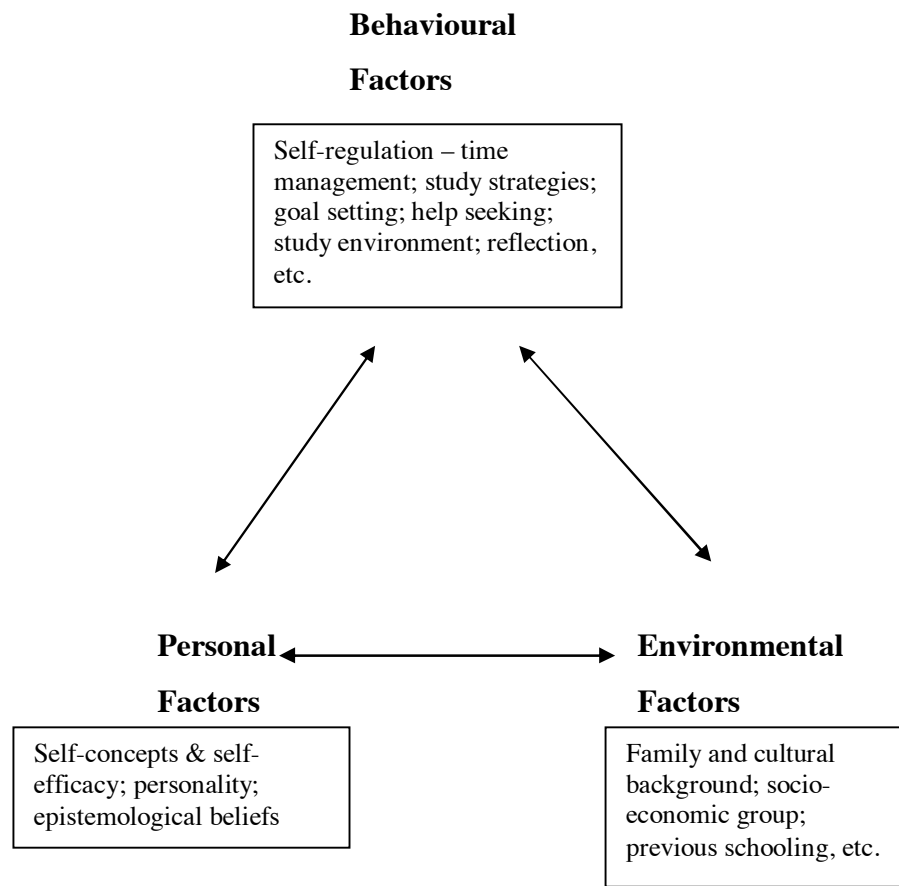 Behavioural
Factors
Self-regulation – time
management; study strategies;
goal setting; help seeking;
study environment; reflection,
etc.
Personal
Factors
Self-concepts & self-
efficacy; personality;
epistemological beliefs
Environmental
Factors
Family and cultural
background; socio-
economic group;
previous schooling, etc.